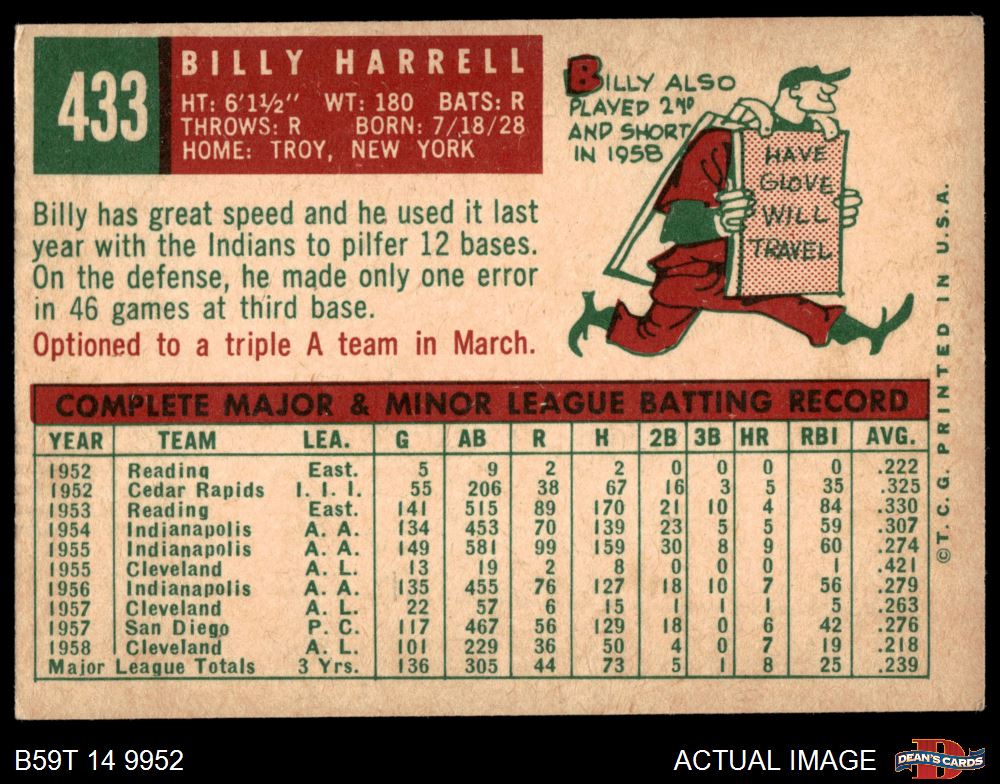 433
BILLY HARRELL
HT: 6'1½" WT: 180 BATS: R
THROWS: R BORN: 7/18/28
HOME: TROY, NEW YORK
BILLY ALSO
PLAYED 2ND
AND SHORT
IN 1958
HAVE
GLOVE
WILL
TRAVEL
Billy has great speed and he used it last
year with the Indians to pilfer 12 bases.
On the defense, he made only one error
in 46 games at third base.
Optioned to a triple A team in March.
COMPLETE MAJOR & MINOR LEAGUE BATTING RECORD
YEAR TEAM LEA. G AB R H 2B 3B HR RBI AVG.
1952 Reading East. 5 9 2 2 0 0 0 0 .222
1952 Cedar Rapids I. I. I. 55 206 38 67 16 3 5 35 .325
1953 Reading East. 141 515 89 170 21 10 4 84 .330
1954 Indianapolis A. A. 134 453 70 139 23 5 5 59 .307
1955 Indianapolis A. A. 149 581 99 159 30 8 9 60 .274
1955 Cleveland A. L. 13 19 2 8 0 0 0 1 .421
1956 Indianapolis A. A. 135 455 76 127 18 10 7 56 .279
1957 Cleveland A. L. 22 57 6 15 1 1 1 5 .263
1957 San Diego P. C. 117 467 56 129 18 0 6 42 .276
1958 Cleveland A. L. 101 229 36 50 4 0 7 19 .218
Major League Totals 3 Yrs. 136 305 44 73 5 1 8 25 .239
©T. C. G. PRINTED IN U.S.A.
B59T 14 9952
ACTUAL IMAGE
DEAN'S CARDS